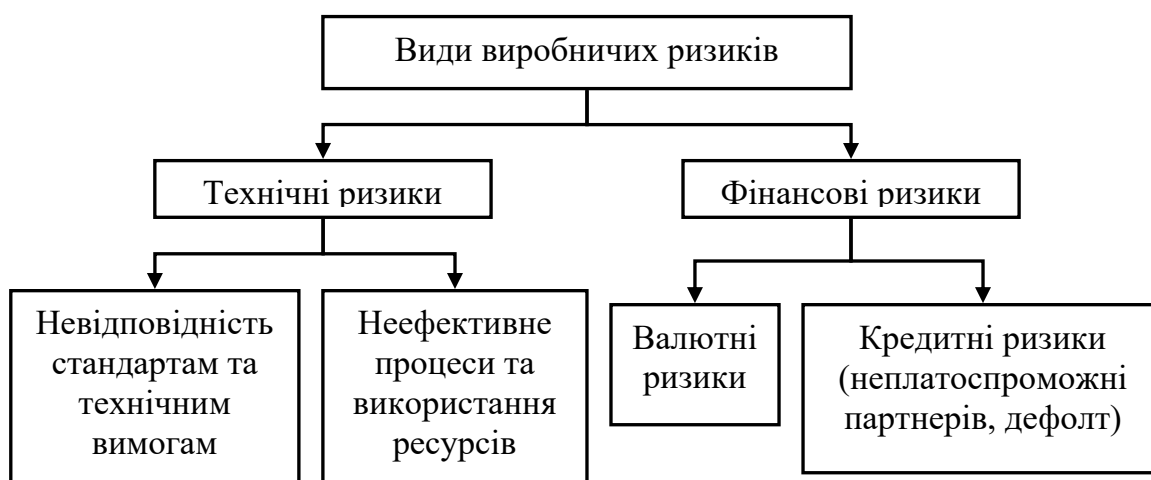 Види виробничих ризиків
Технічні ризики
Фінансові ризики
Невідповідність
стандартам та
технічним
вимогам
Неефективне
процеси та
використання
ресурсів
Валютні
ризики
Кредитні ризики
(неплатоспроможні
партнерів, дефолт)